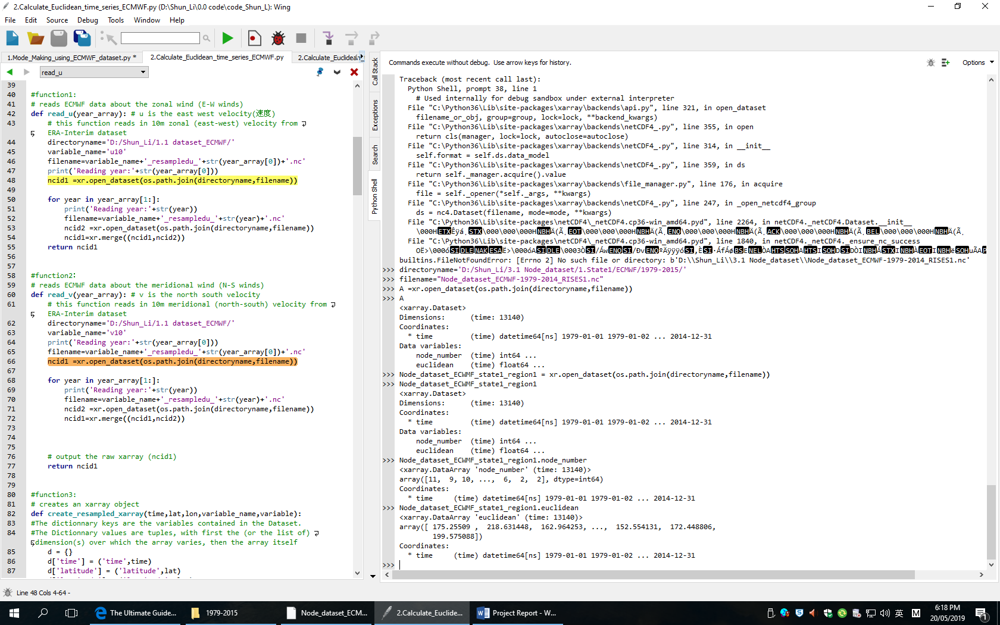 2.Calculate_Euclidean_time_series_ECMWF.py (D:\Shun_Li\0.0 code\code_Shun_L): Wing
File Edit Source Debug Tools Window Help
1.Mode_Making_using_ECMWF_dataset.py * 2.Calculate_Euclidean_time_series_ECMWF.py
read_u
39
40 #function1:
41 # reads ECMWF data about the zonal wind (E-W winds)
42 def read_u(year_array): # u is the east west velocity(速度)
43 # this function reads in 10m zonal (east-west) velocity from
ERA-Interim dataset
44 directoryname='D:/Shun_Li/1.1 dataset_ECMWF/'
45 variable_name='u10'
46 filename=variable_name+'_resampledu_'+str(year_array[0])+'.nc'
47 print('Reading year:'+str(year_array[0]))
48 ncid1 =xr.open_dataset(os.path.join(directoryname,filename))
49
50 for year in year_array[1:]:
51 print('Reading year:'+str(year))
52 filename=variable_name+'_resampledu_'+str(year)+'.nc'
53 ncid2 =xr.open_dataset(os.path.join(directoryname,filename))
54 ncid1=xr.merge((ncid1,ncid2))
55 return ncid1
56
57
58 #function2:
59 # reads ECMWF data about the meridional wind (N-S winds)
60 def read_v(year_array): # v is the north south velocity
61 # this function reads in 10m meridional (north-south) velocity from
ERA-Interim dataset
62 directoryname='D:/Shun_Li/1.1 dataset_ECMWF/'
63 variable_name='v10'
64 print('Reading year:'+str(year_array[0]))
65 filename=variable_name+'_resampledu_'+str(year_array[0])+'.nc'
66 ncid1 =xr.open_dataset(os.path.join(directoryname,filename))
67
68 for year in year_array[1:]:
69 print('Reading year:'+str(year))
70 filename=variable_name+'_resampledu_'+str(year)+'.nc'
71 ncid2 =xr.open_dataset(os.path.join(directoryname,filename))
72 ncid1=xr.merge((ncid1,ncid2))
73
74
75
76 # output the raw xarray (ncid1)
77 return ncid1
78
79
80 #function3:
81 # creates an xarray object
82 def create_resampled_xarray(time,lat,lon,variable_name,variable):
83 #The dictionnary keys are the variables contained in the Dataset.
84 #The Dictionnary values are tuples, with first the (or the list of)
dimension(s) over which the array varies, then the array itself
85 d = {}
86 d['time'] = ('time',time)
87 d['latitude'] = ('latitude',lat)
Call Stack
Exceptions
Search
Python Shell
Commands execute without debug. Use arrow keys for history.
Options
Traceback (most recent call last):
Python Shell, prompt 38, line 1
# Used internally for debug sandbox under external interpreter
File "C:\Python36\Lib\site-packages\xarray\backends\api.py", line 321, in open_dataset
filename_or_obj, group=group, lock=lock, **backend_kwargs)
File "C:\Python36\Lib\site-packages\xarray\backends\netCDF4_.py", line 355, in open
return cls(manager, lock=lock, autoclose=autoclose)
File "C:\Python36\Lib\site-packages\xarray\backends\netCDF4_.py", line 314, in __init__
self.format = self.ds.data_model
File "C:\Python36\Lib\site-packages\xarray\backends\netCDF4_.py", line 359, in ds
return self._manager.acquire().value
File "C:\Python36\Lib\site-packages\xarray\backends\file_manager.py", line 176, in acquire
file = self._opener(*self._args, **kwargs)
File "C:\Python36\Lib\site-packages\xarray\backends\netCDF4_.py", line 247, in _open_netcdf4_group
ds = nc4.Dataset(filename, mode=mode, **kwargs)
File "C:\Python36\Lib\site-packages\netCDF4\_netCDF4.cp36-win_amd64.pyd", line 2264, in netCDF4._netCDF4.Dataset.__init__
File "C:\Python36\Lib\site-packages\netCDF4\_netCDF4.cp36-win_amd64.pyd", line 1840, in netCDF4._netCDF4._ensure_nc_success
builtins.FileNotFoundError: [Errno 2] No such file or directory: b'D:\\Shun_Li\\3.1 Node_dataset\\Node_dataset_ECMWF-1979-2014_RISES1.nc'
>>> directoryname='D:/Shun_Li/3.1 Node_dataset/1.State1/ECMWF/1979-2015/'
>>> filename="Node_dataset_ECMWF-1979-2014_RISES1.nc"
>>> A =xr.open_dataset(os.path.join(directoryname,filename))
>>> A
<xarray.Dataset>
Dimensions: (time: 13140)
Coordinates:
* time (time) datetime64[ns] 1979-01-01 1979-01-02 ... 2014-12-31
Data variables:
node_number (time) int64 ...
euclidean (time) float64 ...
>>> Node_dataset_ECWMF_state1_region1 = xr.open_dataset(os.path.join(directoryname,filename))
>>> Node_dataset_ECWMF_state1_region1
<xarray.Dataset>
Dimensions: (time: 13140)
Coordinates:
* time (time) datetime64[ns] 1979-01-01 1979-01-02 ... 2014-12-31
Data variables:
node_number (time) int64 ...
euclidean (time) float64 ...
>>> Node_dataset_ECWMF_state1_region1.node_number
<xarray.DataArray 'node_number' (time: 13140)>
array([11, 9, 10, ..., 6, 2, 2], dtype=int64)
Coordinates:
* time (time) datetime64[ns] 1979-01-01 1979-01-02 ... 2014-12-31
>>> Node_dataset_ECWMF_state1_region1.euclidean
<xarray.DataArray 'euclidean' (time: 13140)>
array([ 175.25509 , 218.631448, 162.964253, ..., 152.554131, 172.448806,
199.575088])
Coordinates:
* time (time) datetime64[ns] 1979-01-01 1979-01-02 ... 2014-12-31
>>>
Line 48 Cols 4-64 -
The Ultimate Guide... 1979-2015 Node_dataset_ECM... 2.Calculate_Euclide... Project Report - W...
英 M
6:18 PM
20/05/2019
1